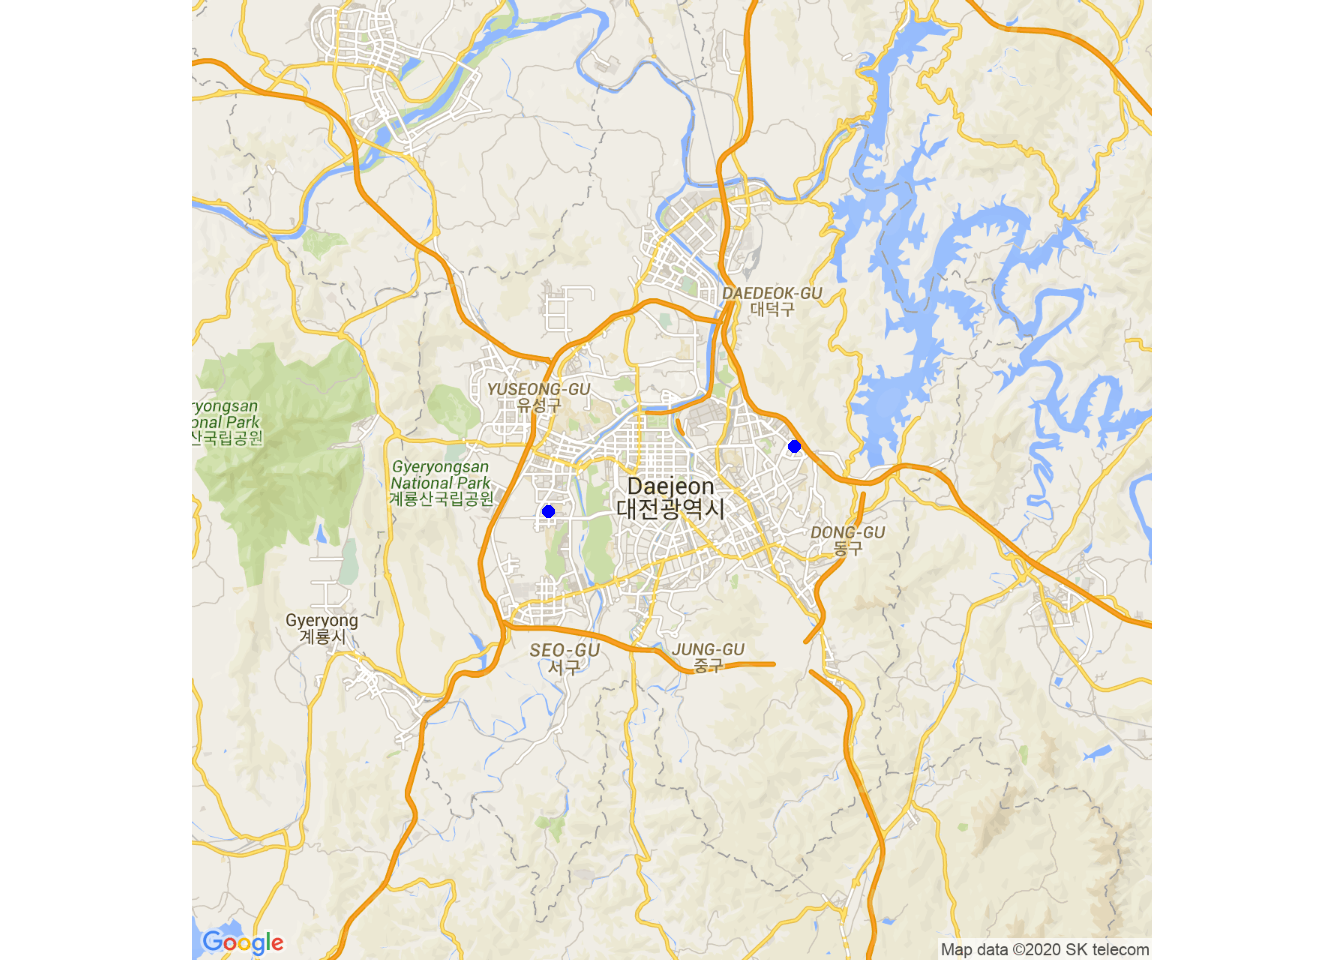 DAEDEOK-GU
대덕구
YUSEONG-GU
유성구
ryongsan
onal Park
산국립공원
Gyeryongsan
National Park
계룡산국립공원
Daejeon
대전광역시
DONG-GU
동구
Gyeryong
계룡시
SEO-GU
서구
JUNG-GU
중구
Google
Map data ©2020 SK telecom